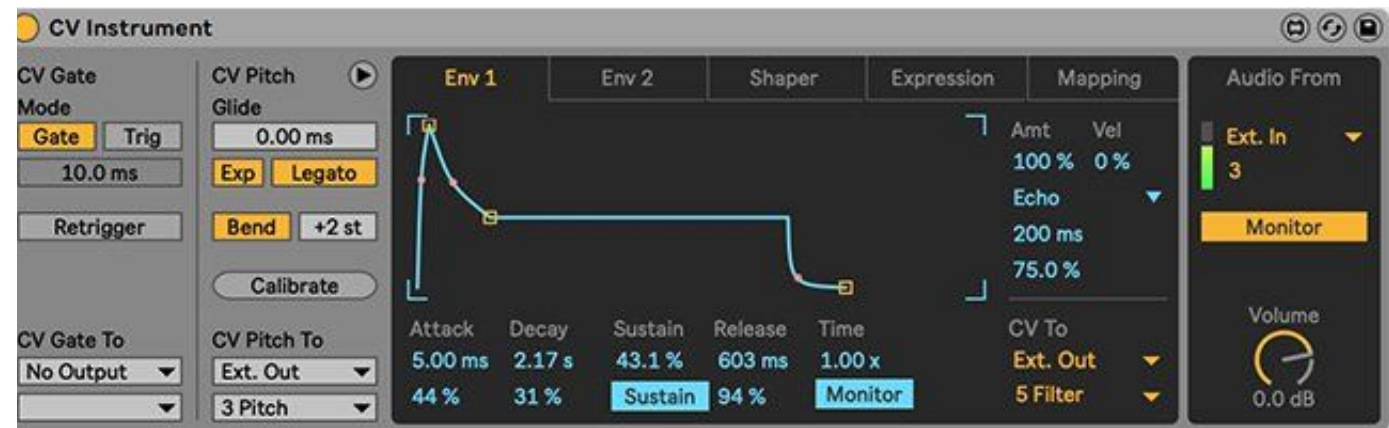 CV Instrument
CV Gate
Mode
Gate Trig
10.0 ms
Retrigger
CV Gate To
No Output
CV Pitch
Glide
0.00 ms
Exp Legato
Bend +2 st
Calibrate
CV Pitch To
Ext. Out
3 Pitch
Env 1 Env 2 Shaper Expression Mapping
Amt Vel
100 % 0 %
Echo
200 ms
75.0 %
Attack Decay Sustain Release Time
5.00 ms 2.17 s 43.1 % 603 ms 1.00 x
44 % 31 % Sustain 94 % Monitor
CV To
Ext. Out
5 Filter
Audio From
Ext. In
3
Monitor
Volume
0.0 dB